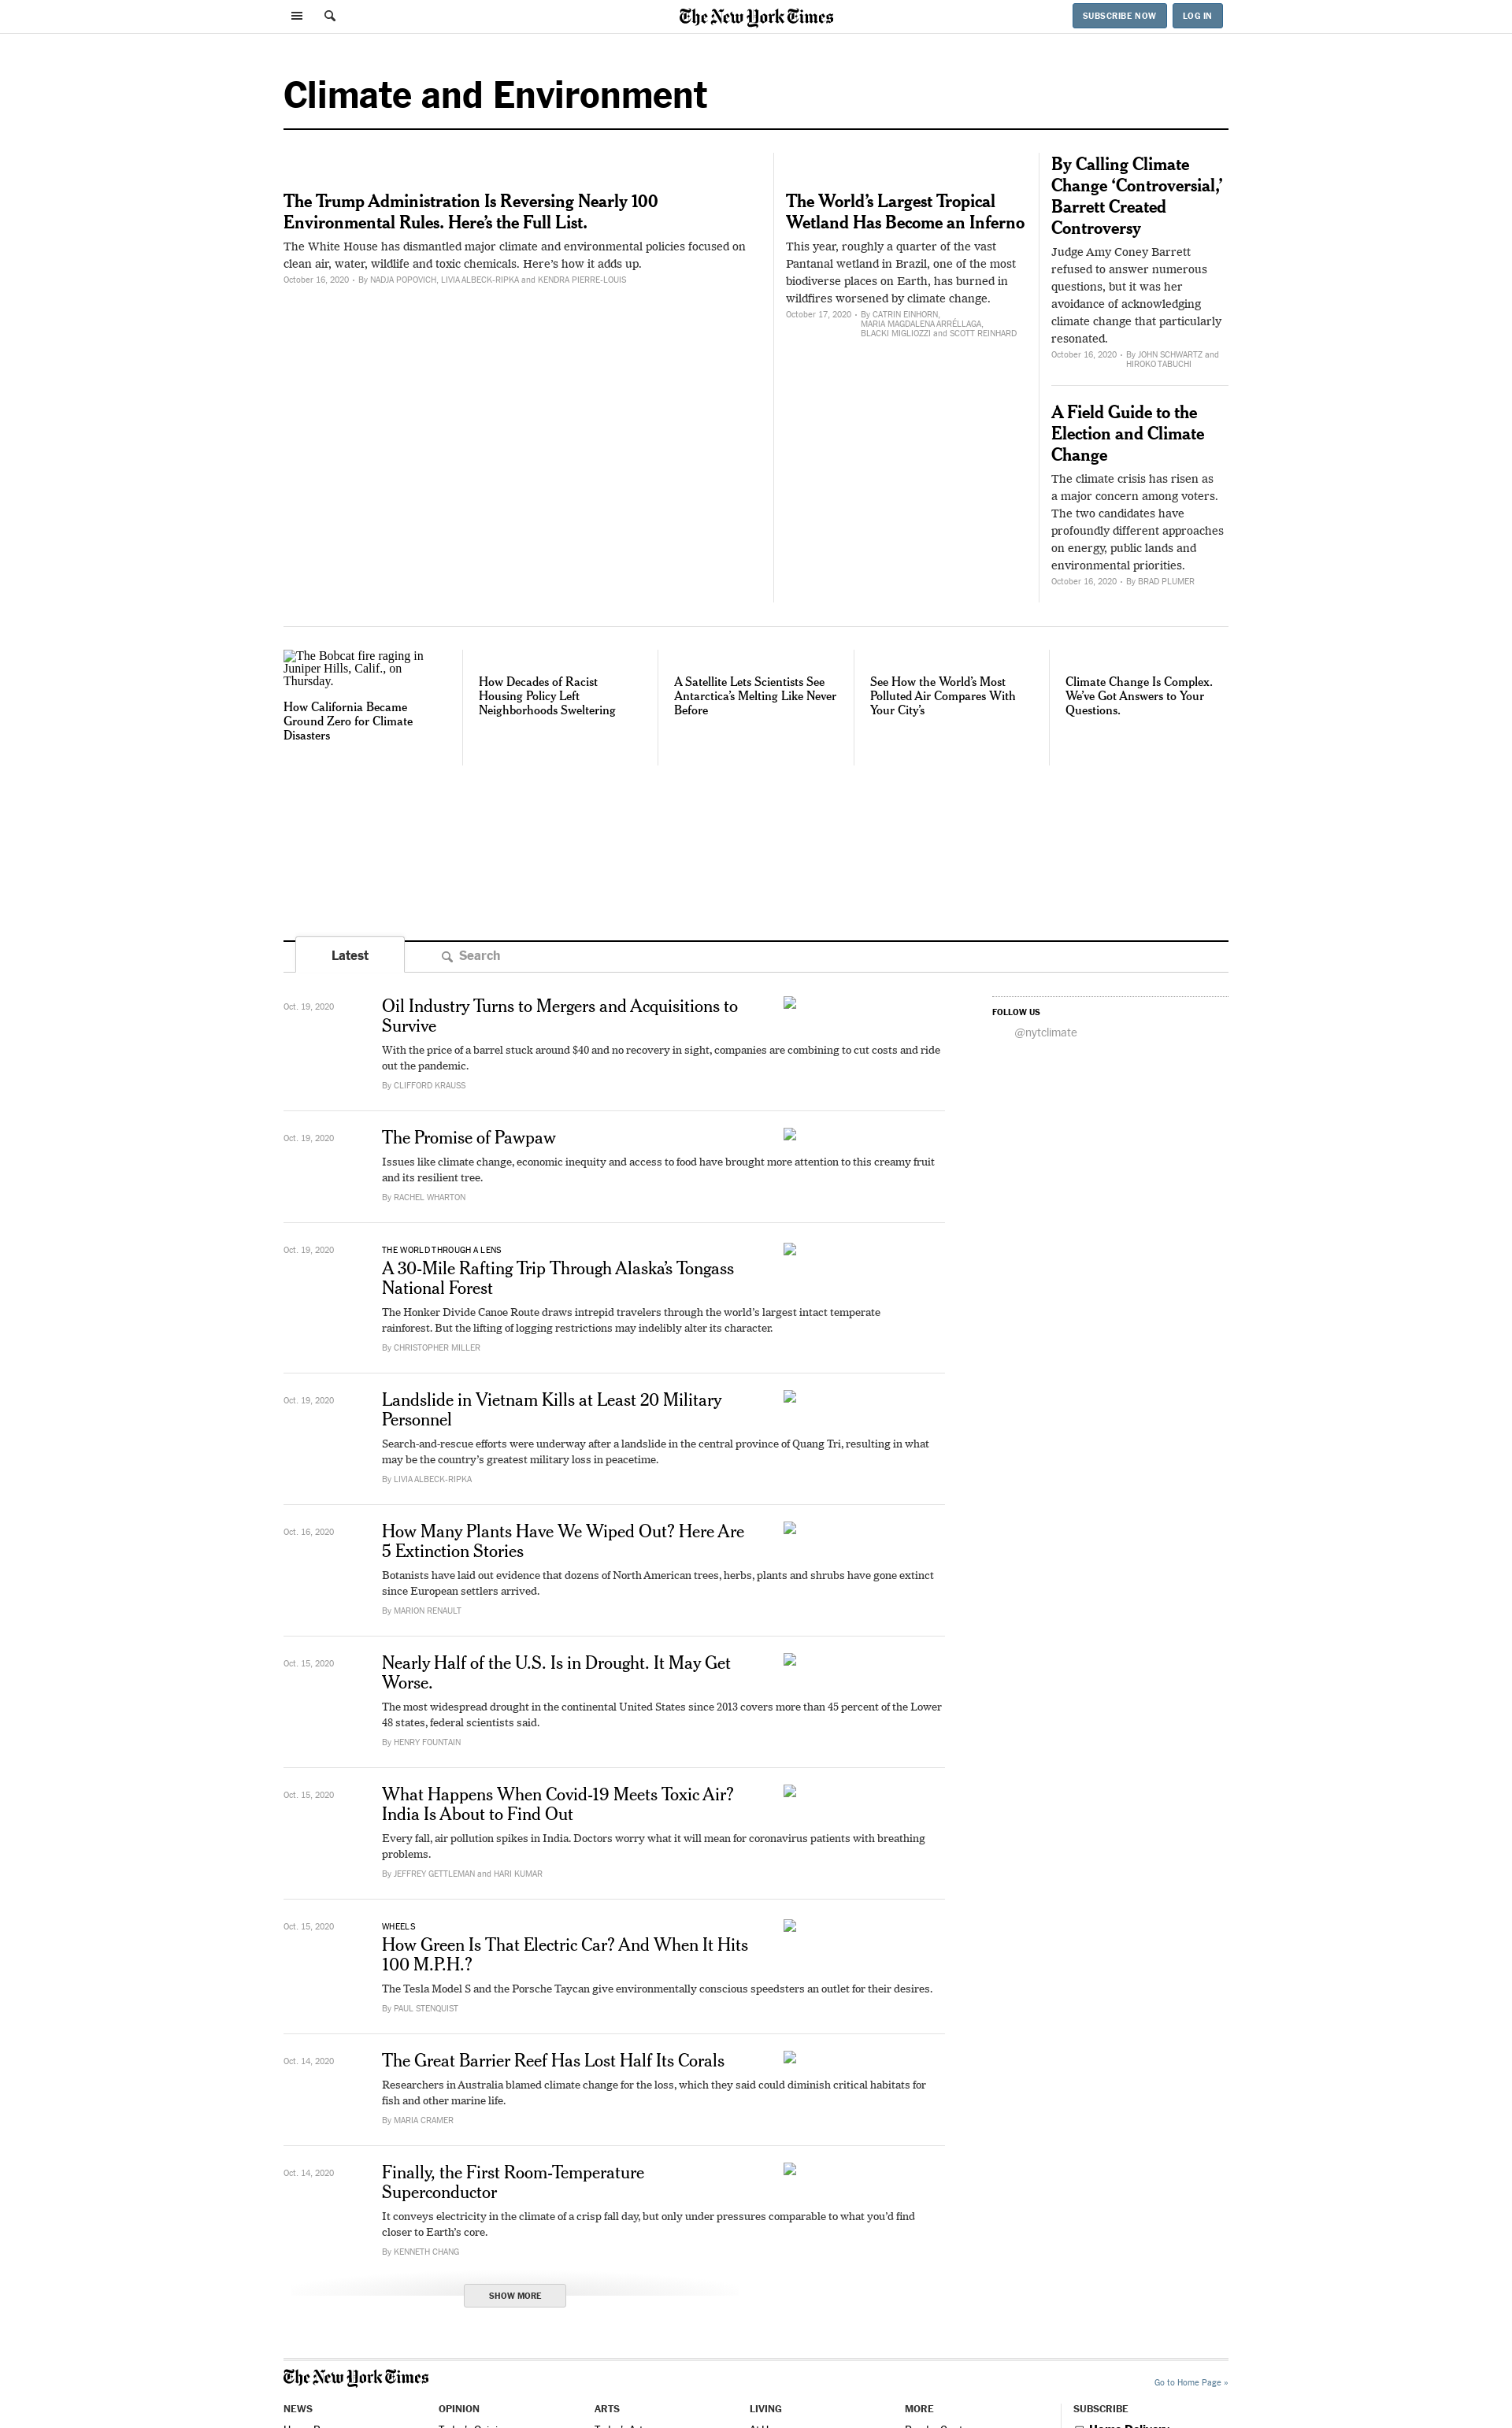 The New York Times
SUBSCRIBE NOW
LOG IN
Climate and Environment
The Trump Administration Is Reversing Nearly 100
Environmental Rules. Here’s the Full List.
The White House has dismantled major climate and environmental policies focused on
clean air, water, wildlife and toxic chemicals. Here’s how it adds up.
October 16, 2020 • By NADJA POPOVICH, LIVIA ALBECK-RIPKA and KENDRA PIERRE-LOUIS
The World’s Largest Tropical
Wetland Has Become an Inferno
This year, roughly a quarter of the vast
Pantanal wetland in Brazil, one of the most
biodiverse places on Earth, has burned in
wildfires worsened by climate change.
October 17, 2020 • By CATRIN EINHORN,
MARIA MAGDALENA ARRÉLLAGA,
BLACKI MIGLIOZZI and SCOTT REINHARD
By Calling Climate
Change ‘Controversial,’
Barrett Created
Controversy
Judge Amy Coney Barrett
refused to answer numerous
questions, but it was her
avoidance of acknowledging
climate change that particularly
resonated.
October 16, 2020 • By JOHN SCHWARTZ and
HIROKO TABUCHI
A Field Guide to the
Election and Climate
Change
The climate crisis has risen as
a major concern among voters.
The two candidates have
profoundly different approaches
on energy, public lands and
environmental priorities.
October 16, 2020 • By BRAD PLUMER
The Bobcat fire raging in
Juniper Hills, Calif., on
Thursday.
How California Became
Ground Zero for Climate
Disasters
How Decades of Racist
Housing Policy Left
Neighborhoods Sweltering
A Satellite Lets Scientists See
Antarctica’s Melting Like Never
Before
See How the World’s Most
Polluted Air Compares With
Your City’s
Climate Change Is Complex.
We’ve Got Answers to Your
Questions.
Latest
Search
Oct. 19, 2020
Oil Industry Turns to Mergers and Acquisitions to
Survive
With the price of a barrel stuck around $40 and no recovery in sight, companies are combining to cut costs and ride
out the pandemic.
By CLIFFORD KRAUSS
FOLLOW US
@nytclimate
Oct. 19, 2020
The Promise of Pawpaw
Issues like climate change, economic inequity and access to food have brought more attention to this creamy fruit
and its resilient tree.
By RACHEL WHARTON
Oct. 19, 2020
THE WORLD THROUGH A LENS
A 30-Mile Rafting Trip Through Alaska’s Tongass
National Forest
The Honker Divide Canoe Route draws intrepid travelers through the world’s largest intact temperate
rainforest. But the lifting of logging restrictions may indelibly alter its character.
By CHRISTOPHER MILLER
Oct. 19, 2020
Landslide in Vietnam Kills at Least 20 Military
Personnel
Search-and-rescue efforts were underway after a landslide in the central province of Quang Tri, resulting in what
may be the country’s greatest military loss in peacetime.
By LIVIA ALBECK-RIPKA
Oct. 16, 2020
How Many Plants Have We Wiped Out? Here Are
5 Extinction Stories
Botanists have laid out evidence that dozens of North American trees, herbs, plants and shrubs have gone extinct
since European settlers arrived.
By MARION RENAULT
Oct. 15, 2020
Nearly Half of the U.S. Is in Drought. It May Get
Worse.
The most widespread drought in the continental United States since 2013 covers more than 45 percent of the Lower
48 states, federal scientists said.
By HENRY FOUNTAIN
Oct. 15, 2020
What Happens When Covid-19 Meets Toxic Air?
India Is About to Find Out
Every fall, air pollution spikes in India. Doctors worry what it will mean for coronavirus patients with breathing
problems.
By JEFFREY GETTLEMAN and HARI KUMAR
Oct. 15, 2020
WHEELS
How Green Is That Electric Car? And When It Hits
100 M.P.H.?
The Tesla Model S and the Porsche Taycan give environmentally conscious speedsters an outlet for their desires.
By PAUL STENQUIST
Oct. 14, 2020
The Great Barrier Reef Has Lost Half Its Corals
Researchers in Australia blamed climate change for the loss, which they said could diminish critical habitats for
fish and other marine life.
By MARIA CRAMER
Oct. 14, 2020
Finally, the First Room-Temperature
Superconductor
It conveys electricity in the climate of a crisp fall day, but only under pressures comparable to what you’d find
closer to Earth’s core.
By KENNETH CHANG
SHOW MORE
The New York Times
Go to Home Page »
NEWS
OPINION
ARTS
LIVING
MORE
SUBSCRIBE